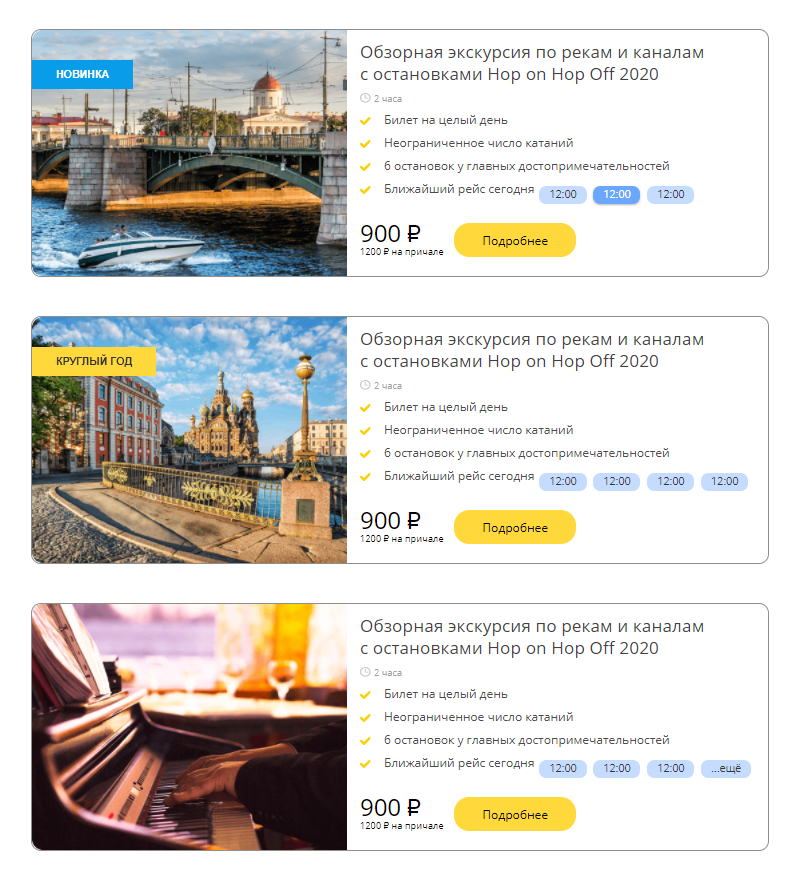 НОВИНКА
Обзорная экскурсия по рекам и каналам
с остановками Hop on Hop Off 2020
2 часа
Билет на целый день
Неограниченное число катаний
6 остановок у главных достопримечательностей
Ближайший рейс сегодня 12:00 12:00 12:00
900 ₽
1200 ₽ на причале
Подробнее
КРУГЛЫЙ ГОД
Обзорная экскурсия по рекам и каналам
с остановками Hop on Hop Off 2020
2 часа
Билет на целый день
Неограниченное число катаний
6 остановок у главных достопримечательностей
Ближайший рейс сегодня 12:00 12:00 12:00 12:00
900 ₽
1200 ₽ на причале
Подробнее
Обзорная экскурсия по рекам и каналам
с остановками Hop on Hop Off 2020
2 часа
Билет на целый день
Неограниченное число катаний
6 остановок у главных достопримечательностей
Ближайший рейс сегодня 12:00 12:00 12:00 ...ещё
900 ₽
1200 ₽ на причале
Подробнее